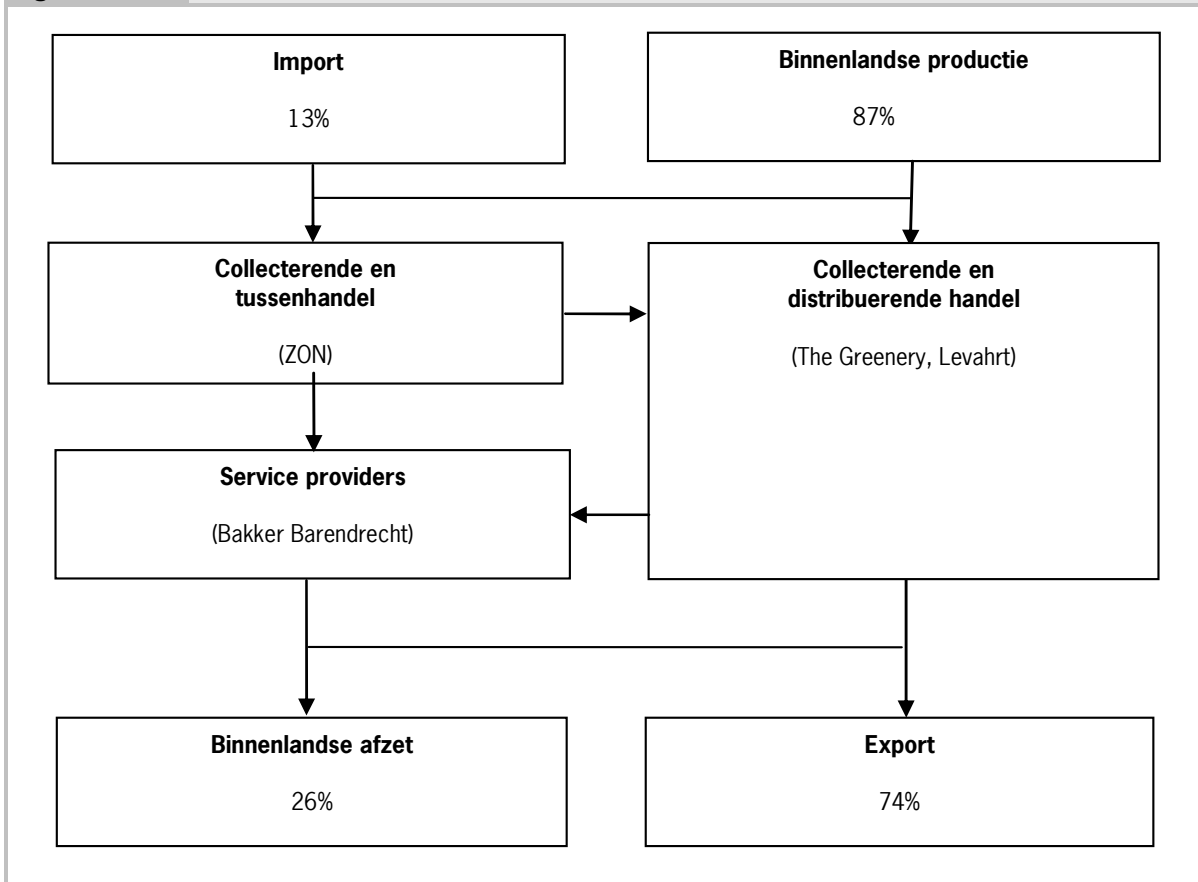 Import
13%
Binnenlandse productie
87%
Collecterende en
tussenhandel
(ZON)
Collecterende en
distribuerende handel
(The Greenery, Levahrt)
Service providers
(Bakker Barendrecht)
Binnenlandse afzet
26%
Export
74%